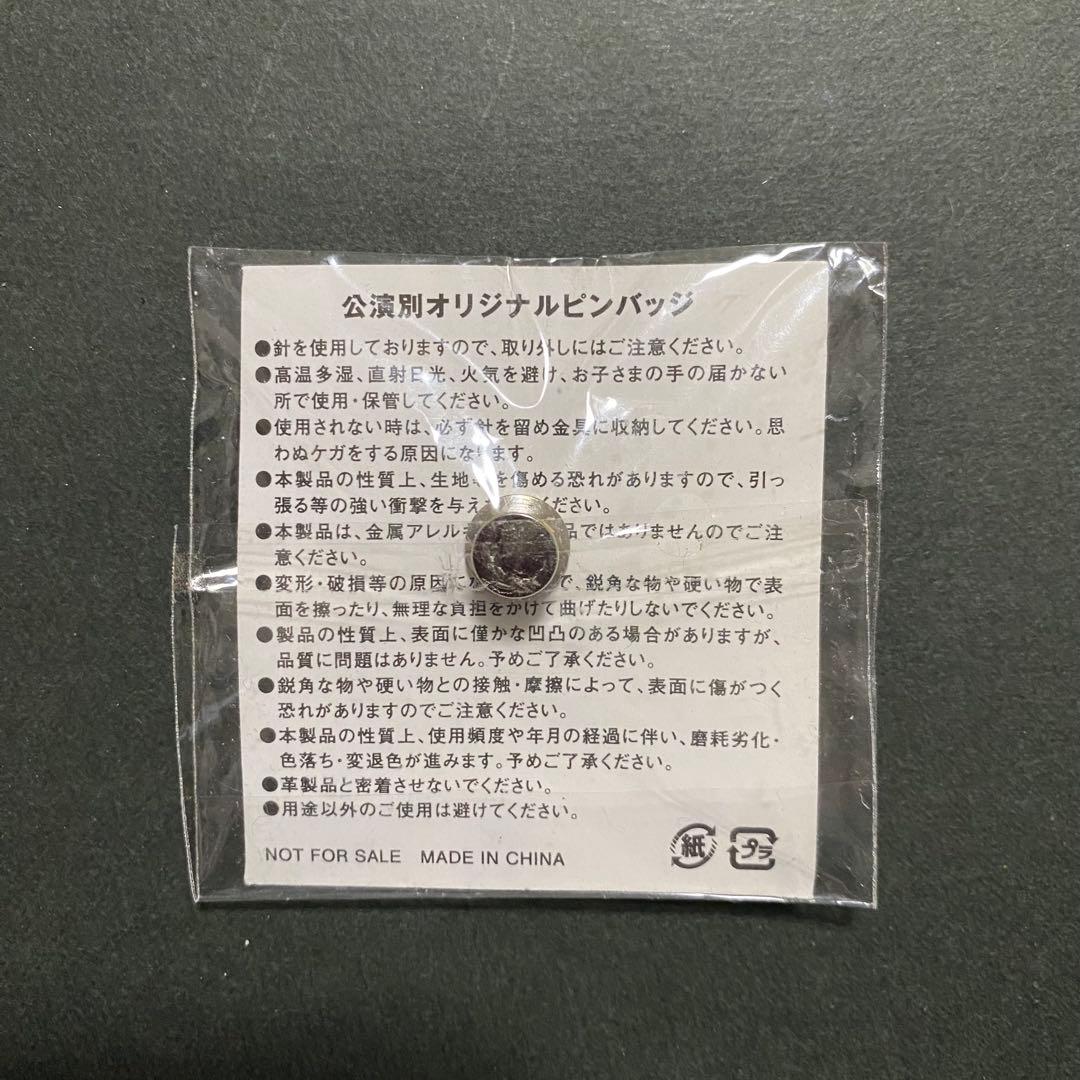 公演別オリジナルピンバッジ
●針を使用しておりますので、取り外しにはご注意ください。
●高温多湿、直射日光、火気を避け、お子さまの手の届かない
所で使用・保管してください。
●使用されない時は、必ず針を留め金具に収納してください。思
わぬケガをする原因になります。
●本製品の性質上、生地等を傷める恐れがありますので、引っ
張る等の強い衝撃を与え ください。
●本製品は、金属アレル 品ではありませんのでご注
意ください。
●変形・破損等の原因に で、鋭角な物や硬い物で表
面を擦ったり、無理な負担をかけて曲げたりしないでください。
●製品の性質上、表面に僅かな凹凸のある場合がありますが、
品質に問題はありません。予めご了承ください。
●鋭角な物や硬い物との接触・摩擦によって、表面に傷がつく
恐れがありますのでご注意ください。
●本製品の性質上、使用頻度や年月の経過に伴い、磨耗劣化・
色落ち・変退色が進みます。予めご了承ください。
●革製品と密着させないでください。
●用途以外のご使用は避けてください。
NOT FOR SALE MADE IN CHINA 紙 プラ